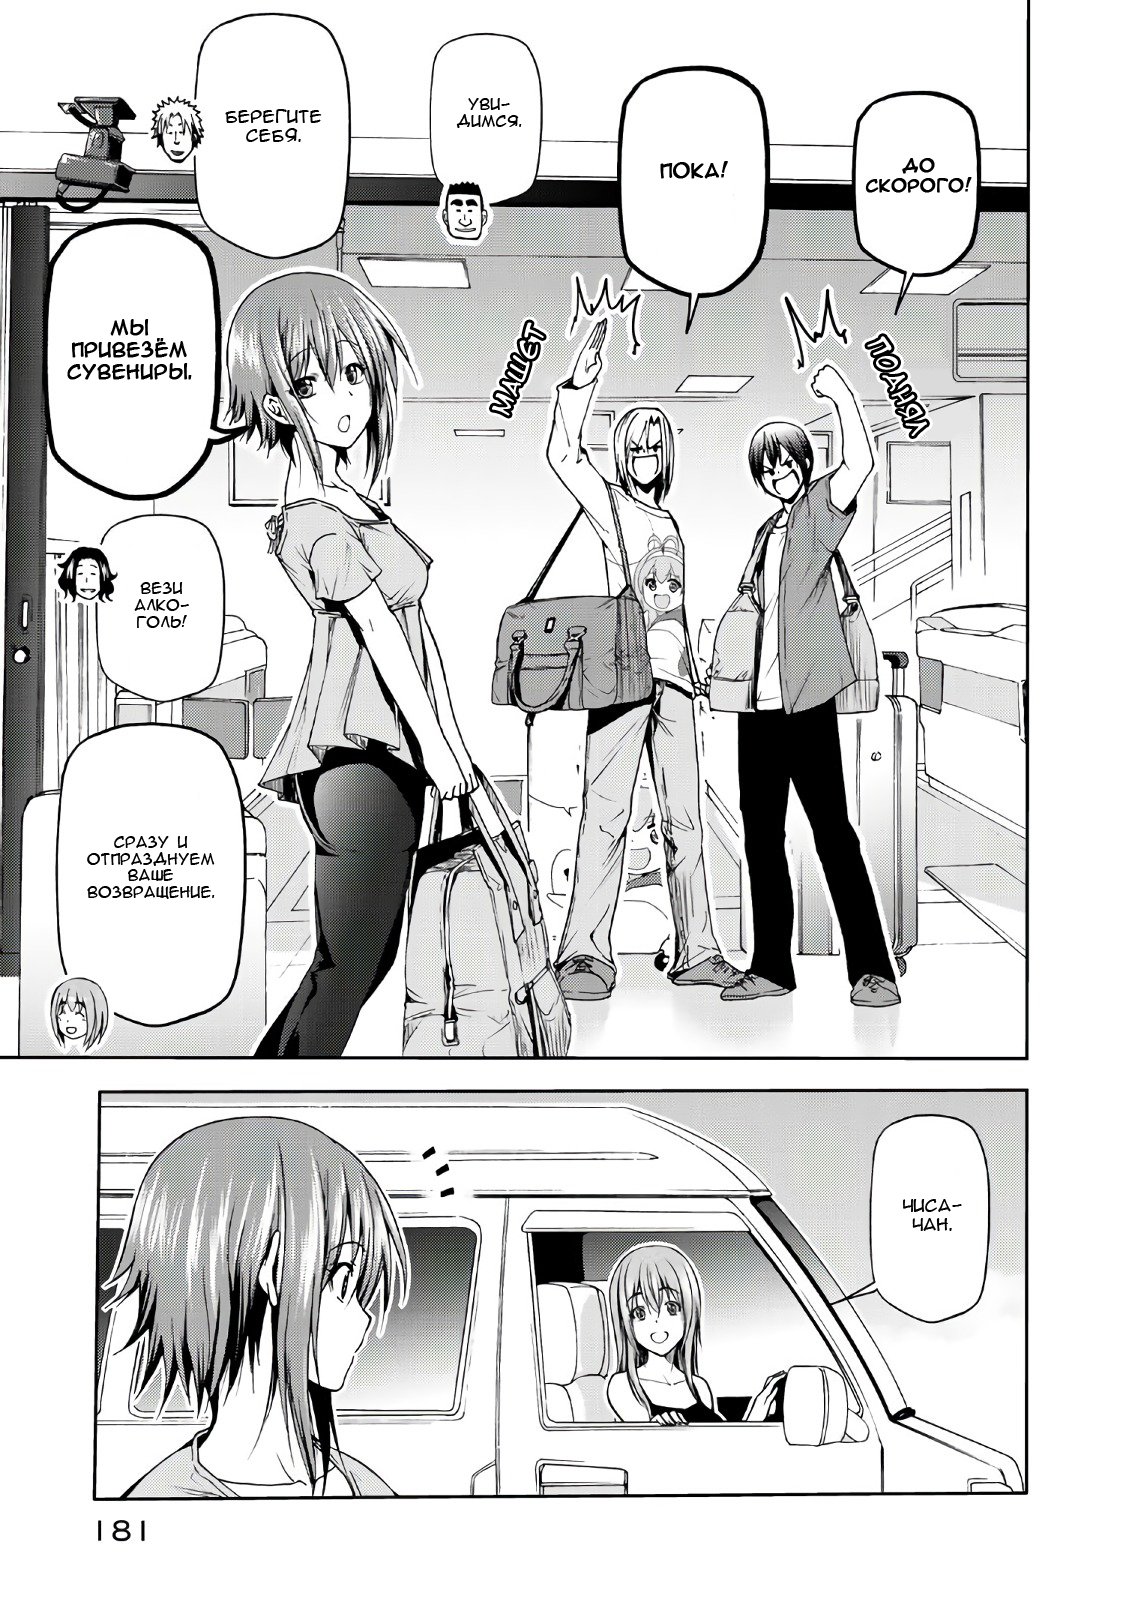 ДО
СКОРОГО!
ПОКА!
УВИ-
ДИМСЯ.
БЕРЕГИТЕ
СЕБЯ.
ПОДНЯЛ
МАШЕТ
МЫ
ПРИВЕЗЁМ
СУВЕНИРЫ.
ВЕЗИ
АЛКО-
ГОЛЬ!
СРАЗУ И
ОТПРАЗДНУЕМ
ВАШЕ
ВОЗВРАЩЕНИЕ.
ЧИСА-
ЧАН.
181